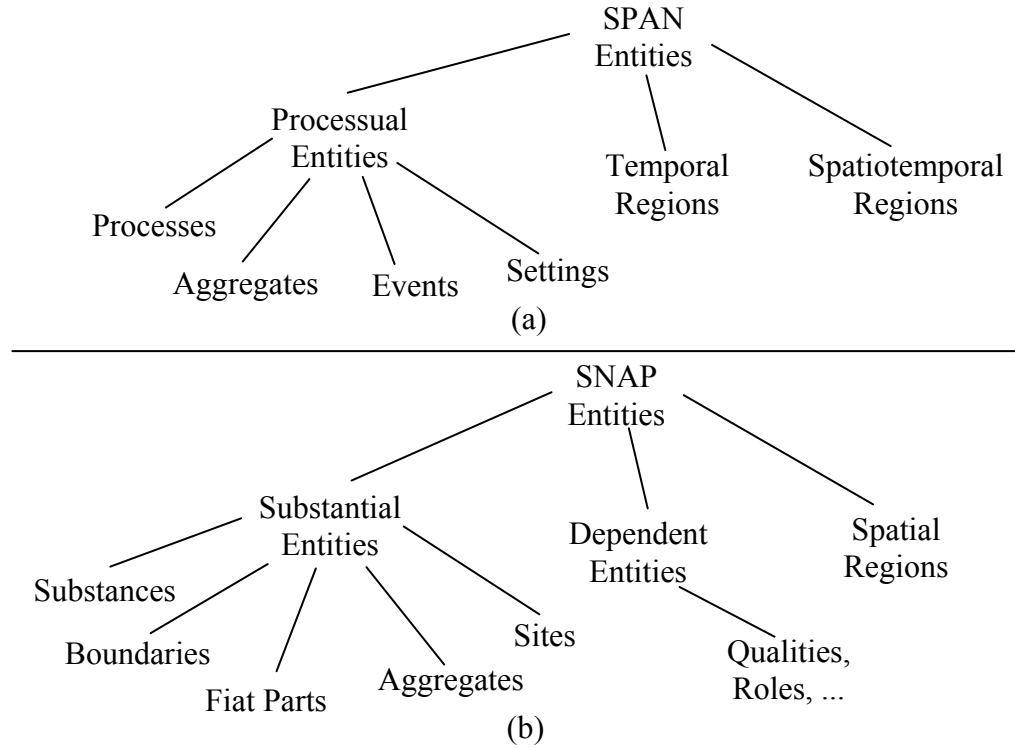 SPAN
Entities
Processual
Entities
Temporal
Regions
Spatiotemporal
Regions
Processes
Aggregates
Events
Settings
(a)
SNAP
Entities
Substantial
Entities
Dependent
Entities
Spatial
Regions
Substances
Boundaries
Fiat Parts
Aggregates
Sites
Qualities,
Roles, ...
(b)